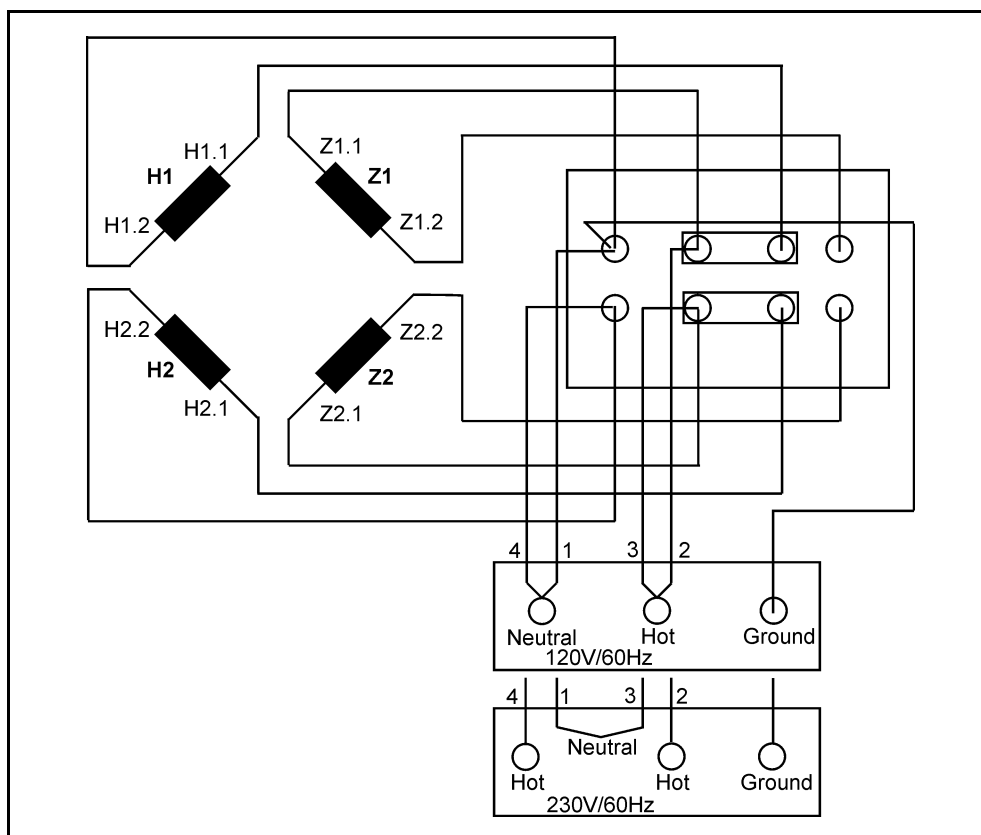 H1.1
H1
H1.2
Z1.1
Z1
Z1.2
H2.2
H2
H2.1
Z2.2
Z2
Z2.1
4 1 3 2
Neutral Hot Ground
120V/60Hz
4 1 3 2
Neutral
Hot Hot Ground
230V/60Hz